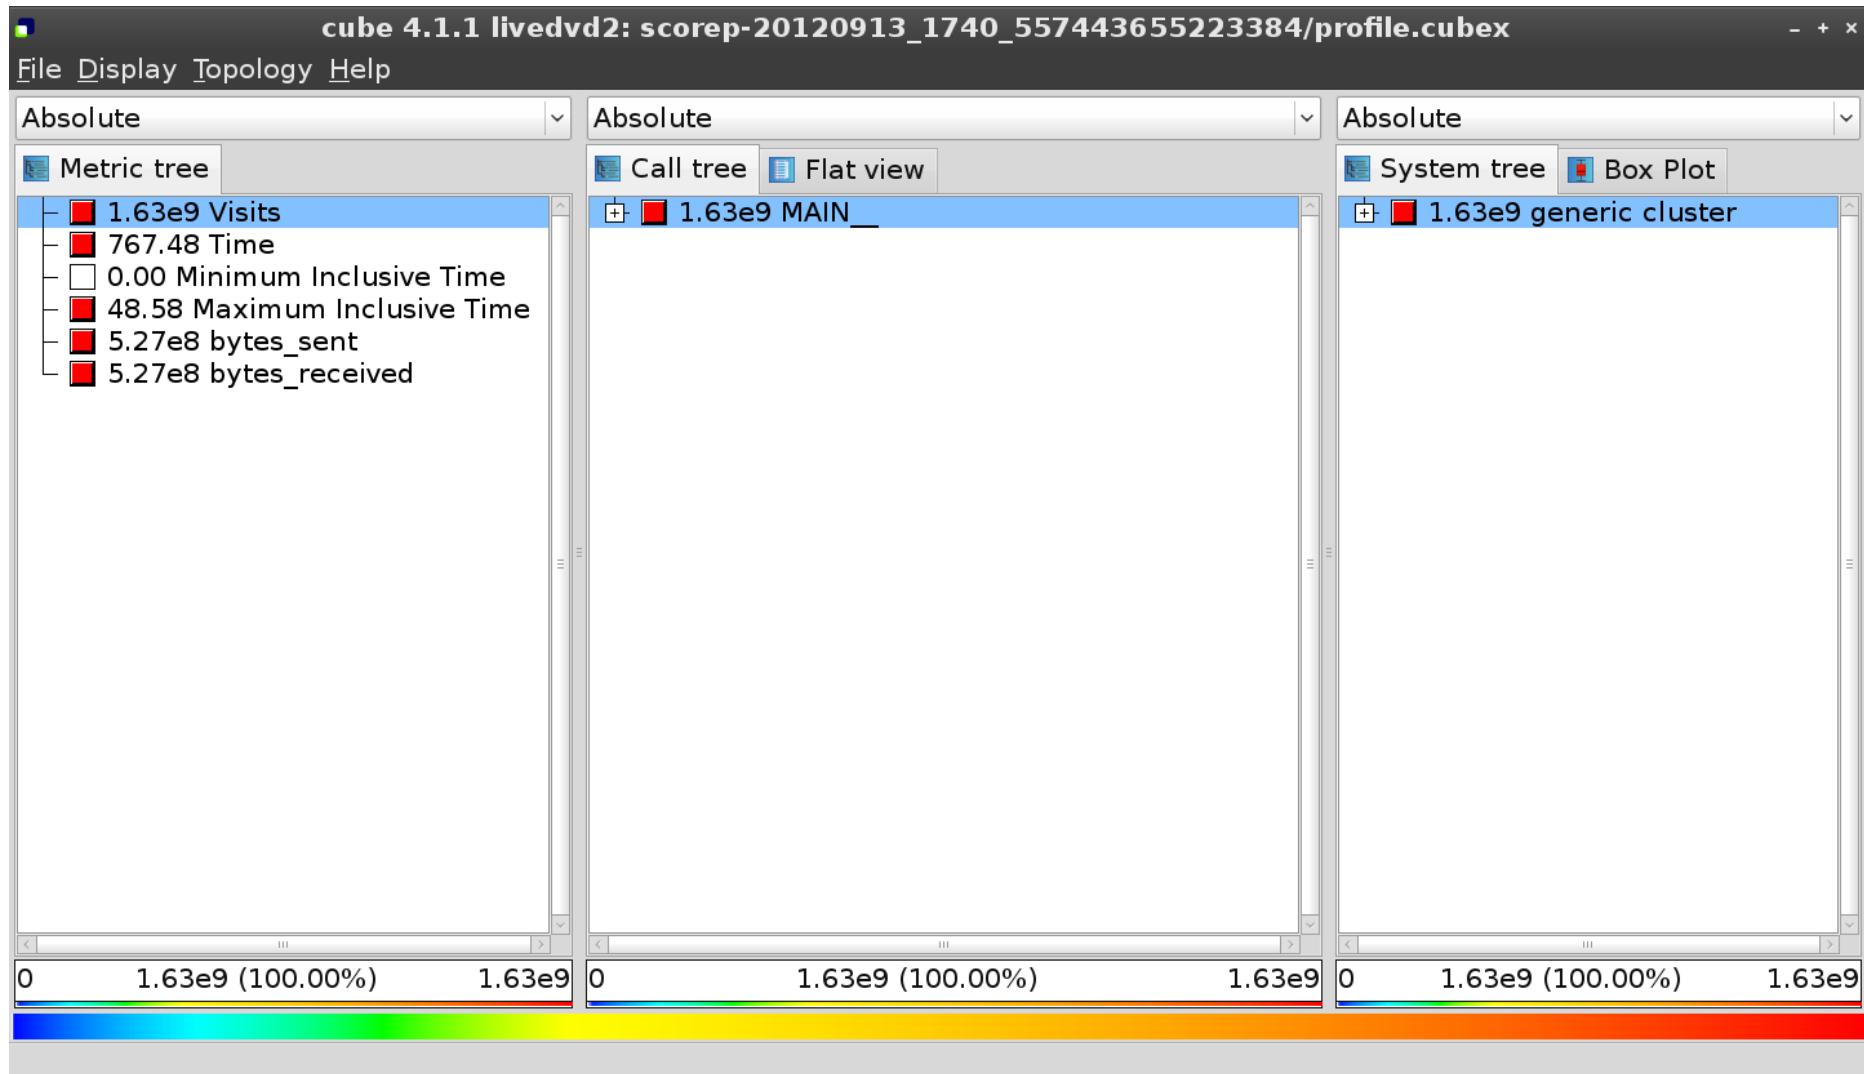 cube 4.1.1 livedvd2: scorep-20120913_1740_557443655223384/profile.cubex
File Display Topology Help
Absolute
Metric tree
1.63e9 Visits
767.48 Time
0.00 Minimum Inclusive Time
48.58 Maximum Inclusive Time
5.27e8 bytes_sent
5.27e8 bytes_received
0 1.63e9 (100.00%) 1.63e9
Absolute
Call tree Flat view
1.63e9 MAIN__
0 1.63e9 (100.00%) 1.63e9
Absolute
System tree Box Plot
1.63e9 generic cluster
0 1.63e9 (100.00%) 1.63e9